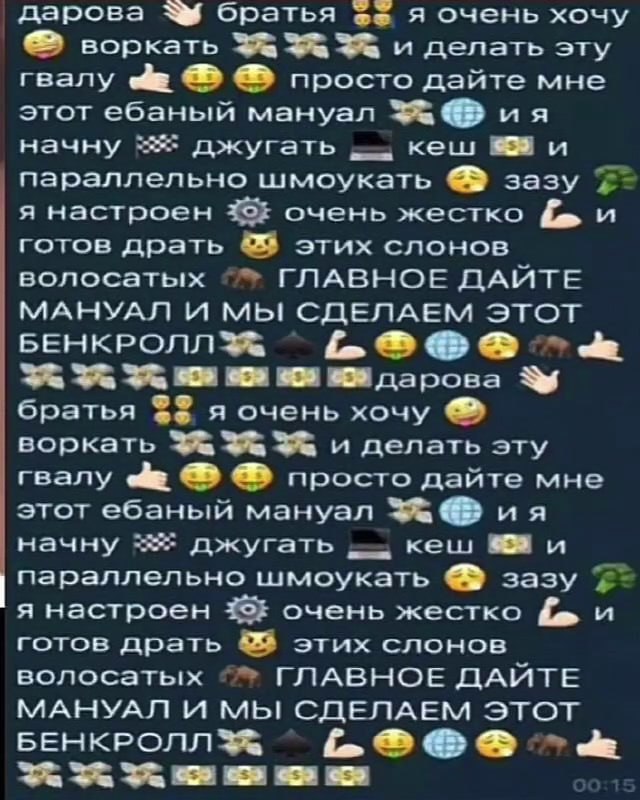 дарова 👋🏻 братья 👨‍👨‍👦‍👦 я очень хочу
🤪 воркать 💸💸💸 и делать эту
гвалу 🤙🏻🤑🤑 просто дайте мне
этот ебаный мануал 💸🌐 и я
начну 🏁 джугать 💻 кеш 💵 и
параллельно шмоукать 😮‍💨 зазу 🥦
я настроен ⚙️ очень жестко 💪🏻 и
готов драть 😼 этих слонов
волосатых 🦣 ГЛАВНОЕ ДАЙТЕ
МАНУАЛ И МЫ СДЕЛАЕМ ЭТОТ
БЕНКРОЛЛ💸♠️💪🏻🤑🌐😮‍💨🦣🤙🏻
💸💸💸💵💵💵💵дарова 👋🏻
братья 👨‍👨‍👦‍👦 я очень хочу 🤪
воркать 💸💸💸 и делать эту
гвалу 🤙🏻🤑🤑 просто дайте мне
этот ебаный мануал 💸🌐 и я
начну 🏁 джугать 💻 кеш 💵 и
параллельно шмоукать 😮‍💨 зазу 🥦
я настроен ⚙️ очень жестко 💪🏻 и
готов драть 😼 этих слонов
волосатых 🦣 ГЛАВНОЕ ДАЙТЕ
МАНУАЛ И МЫ СДЕЛАЕМ ЭТОТ
БЕНКРОЛЛ💸♠️💪🏻🤑🌐😮‍💨🦣🤙🏻
💸💸💸💵💵💵💵 00:15